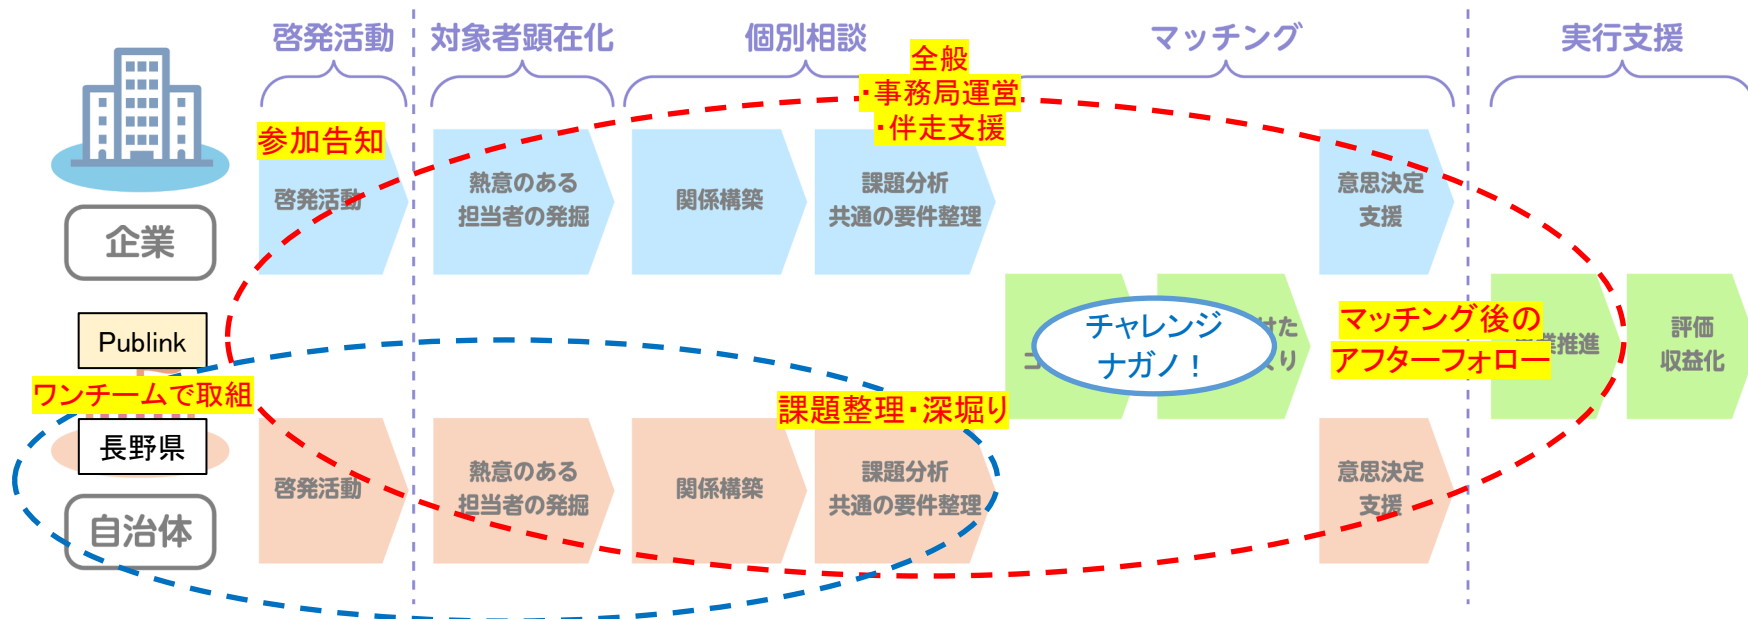 啓発活動
対象者顕在化
個別相談
マッチング
実行支援
全般
・事務局運営
・伴走支援
参加告知
啓発活動
熱意のある
担当者の発掘
関係構築
課題分析
共通の要件整理
意思決定
支援
企業
Publink
ワンチームで取組
長野県
自治体
チャレンジ
ナガノ！
けた
コ
り
マッチング後の
アフターフォロー
業推進
評価
収益化
課題整理・深堀り
啓発活動
熱意のある
担当者の発掘
関係構築
課題分析
共通の要件整理
意思決定
支援